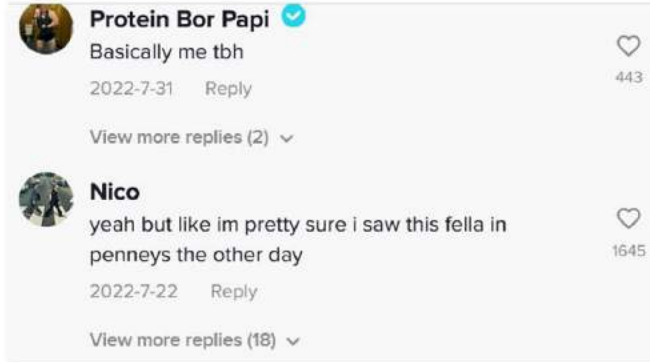 Protein Bor Papi
Basically me tbh
443
2022-7-31 Reply
View more replies (2)
Nico
yeah but like im pretty sure i saw this fella in
penneys the other day
1645
2022-7-22 Reply
View more replies (18)